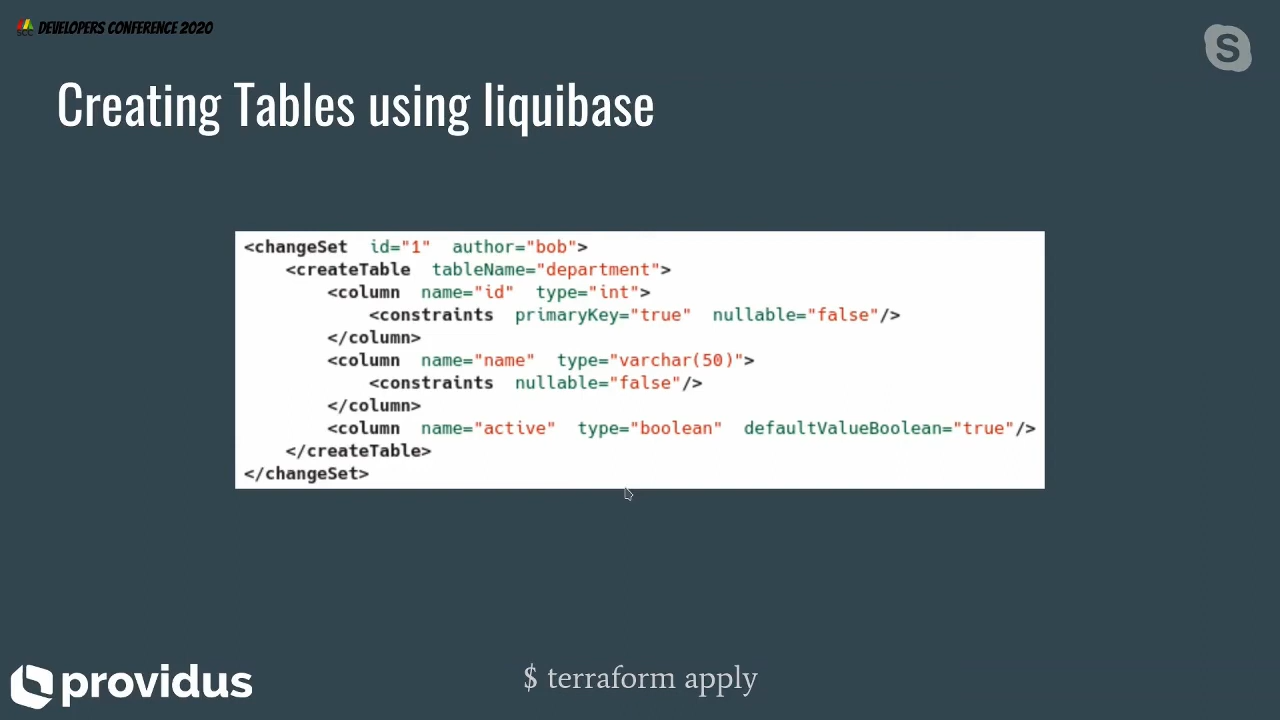 SCC DEVELOPERS CONFERENCE 2020
S
Creating Tables using liquibase
<changeSet id="1" author="bob">
    <createTable tableName="department">
        <column name="id" type="int">
            <constraints primaryKey="true" nullable="false"/>
        </column>
        <column name="name" type="varchar(50)">
            <constraints nullable="false"/>
        </column>
        <column name="active" type="boolean" defaultValueBoolean="true"/>
    </createTable>
</changeSet>
providus
$ terraform apply